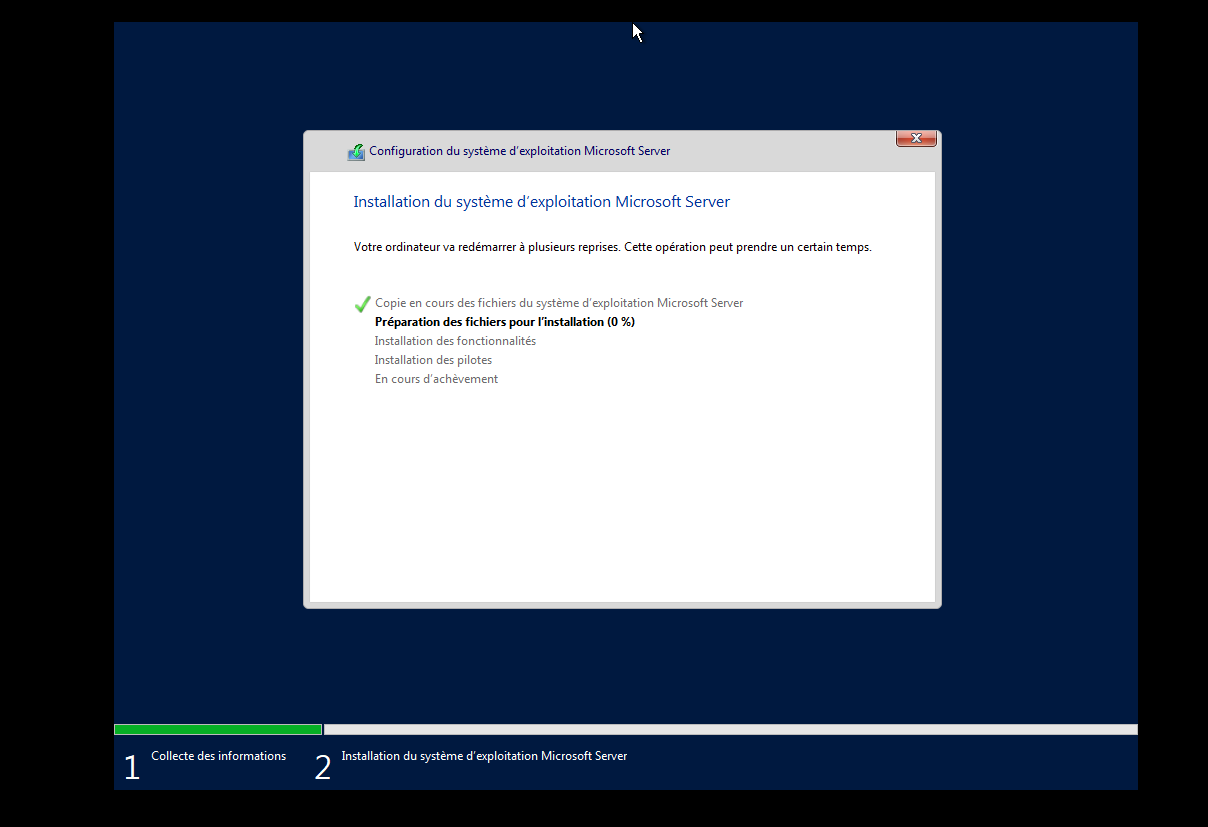 Configuration du système d'exploitation Microsoft Server
Installation du système d'exploitation Microsoft Server
Votre ordinateur va redémarrer à plusieurs reprises. Cette opération peut prendre un certain temps.
Copie en cours des fichiers du système d'exploitation Microsoft Server
Préparation des fichiers pour l'installation (0 %)
Installation des fonctionnalités
Installation des pilotes
En cours d'achèvement
1 Collecte des informations 2 Installation du système d'exploitation Microsoft Server